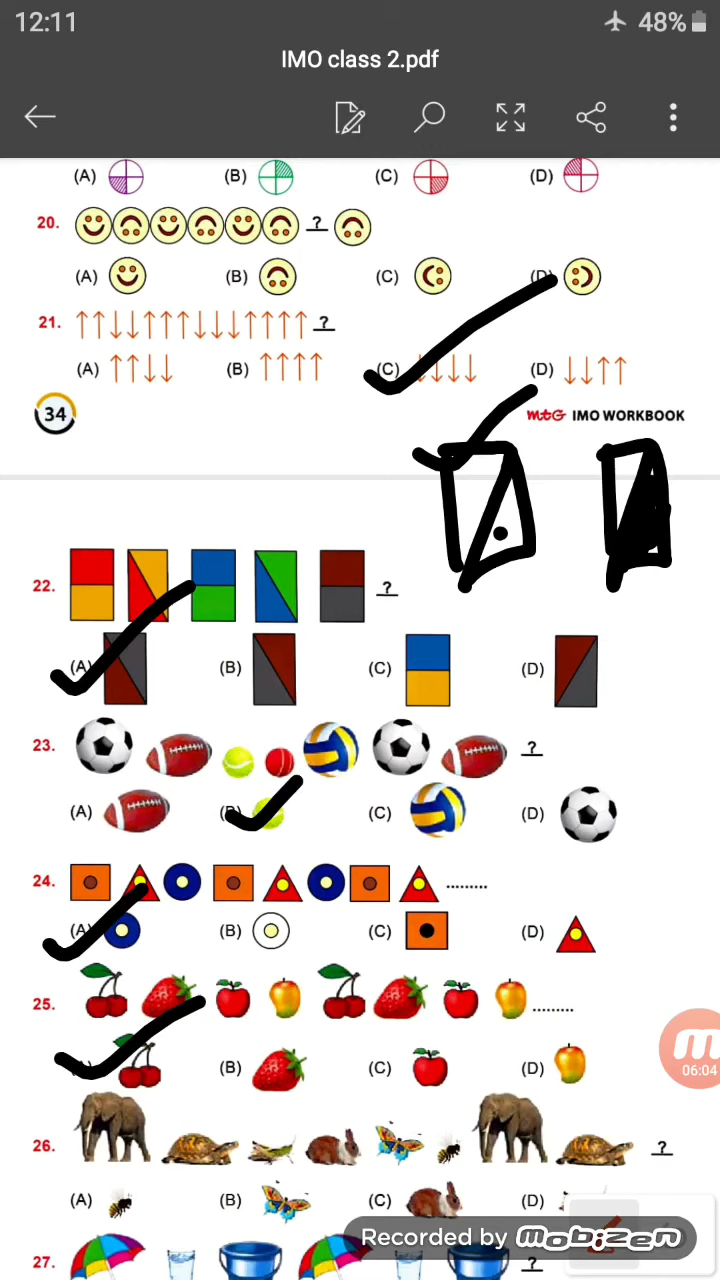 12:11 48%
IMO class 2.pdf
(A) (B) (C) (D)
20. ?
(A) (B) (C) (D)
21. ↑↑↓↓↑↑↑↓↓↓↑↑↑↑ ?
(A) ↑↑↓↓ (B) ↑↑↑↑ (C) ↓↓↓↓ (D) ↓↓↑↑
34 mtG IMO WORKBOOK
22. ?
(A) (B) (C) (D)
23. ?
(A) (B) (C) (D)
24. .........
(A) (B) (C) (D)
25. .........
(B) (C) (D)
26. ?
(A) (B) (C) (D)
Recorded by mobizen
27. ?
06:04